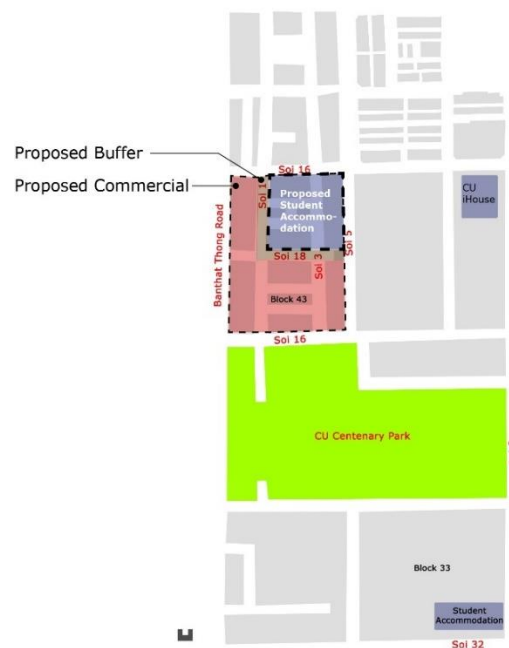 Proposed Buffer
Proposed Commercial
Soi 16
Soi 1
Proposed
Student
Accommo-
dation
CU
iHouse
Banthat Thong Road
Soi 5
Soi 18
Soi 3
Block 43
Soi 16
CU Centenary Park
Block 33
Student
Accommodation
Soi 32